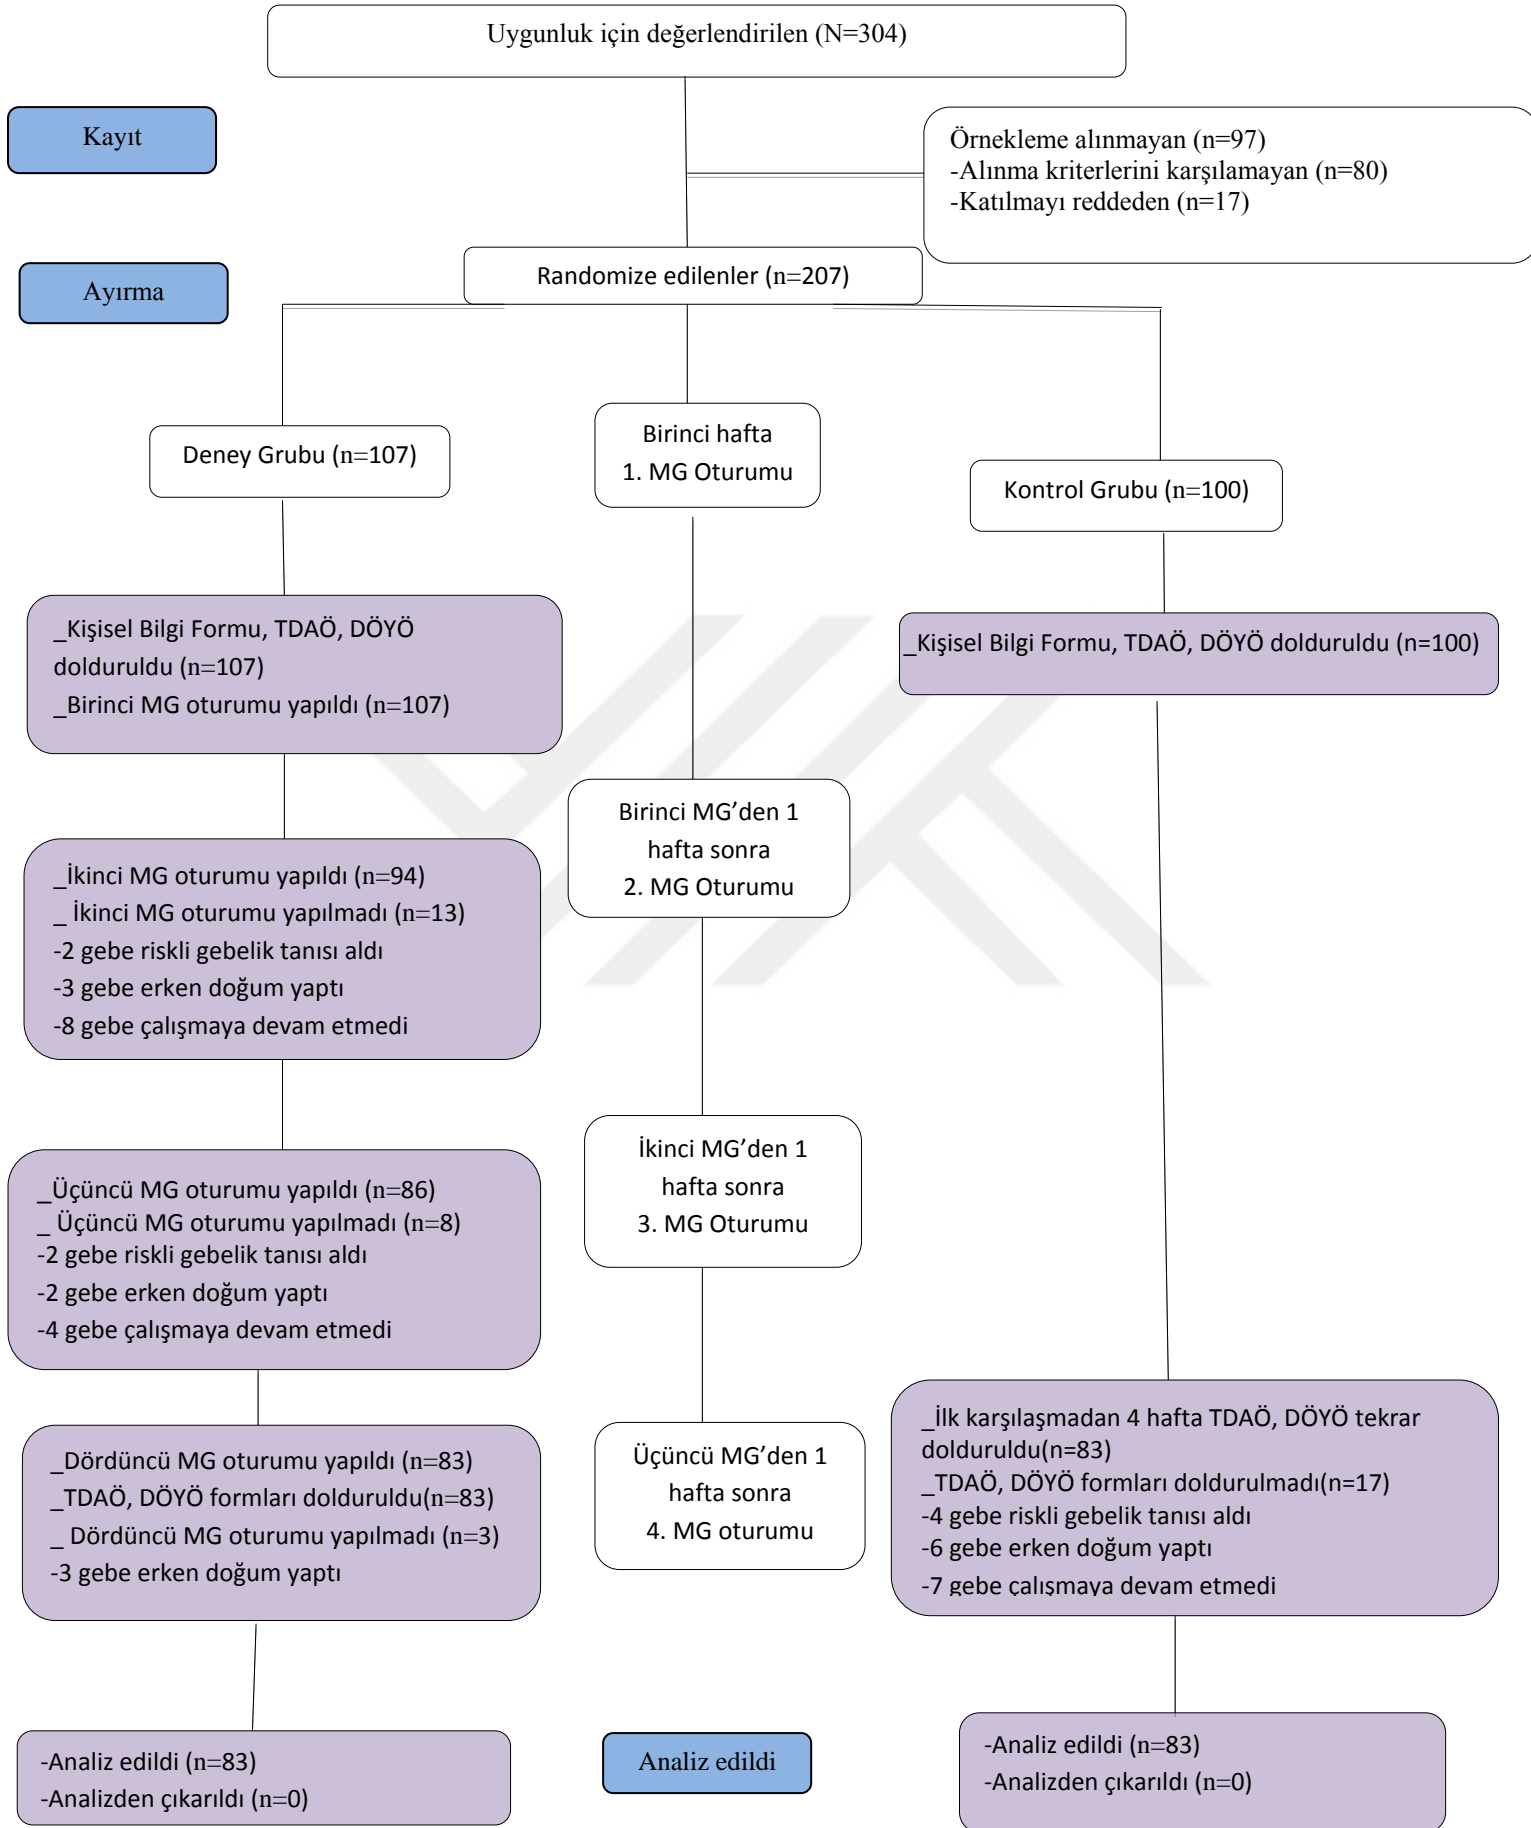 Uygunluk için değerlendirilen (N=304)
Kayıt
Örnekleme alınmayan (n=97)
-Alınma kriterlerini karşılamayan (n=80)
-Katılmayı reddeden (n=17)
Ayırma
Randomize edilenler (n=207)
Deney Grubu (n=107)
Birinci hafta
1. MG Oturumu
Kontrol Grubu (n=100)
_Kişisel Bilgi Formu, TDAÖ, DÖYÖ
dolduruldu (n=107)
_Birinci MG oturumu yapıldı (n=107)
_Kişisel Bilgi Formu, TDAÖ, DÖYÖ dolduruldu (n=100)
Birinci MG’den 1
hafta sonra
2. MG Oturumu
_İkinci MG oturumu yapıldı (n=94)
_ İkinci MG oturumu yapılmadı (n=13)
-2 gebe riskli gebelik tanısı aldı
-3 gebe erken doğum yaptı
-8 gebe çalışmaya devam etmedi
İkinci MG’den 1
hafta sonra
3. MG Oturumu
_Üçüncü MG oturumu yapıldı (n=86)
_ Üçüncü MG oturumu yapılmadı (n=8)
-2 gebe riskli gebelik tanısı aldı
-2 gebe erken doğum yaptı
-4 gebe çalışmaya devam etmedi
_Dördüncü MG oturumu yapıldı (n=83)
_TDAÖ, DÖYÖ formları dolduruldu(n=83)
_ Dördüncü MG oturumu yapılmadı (n=3)
-3 gebe erken doğum yaptı
Üçüncü MG’den 1
hafta sonra
4. MG oturumu
_İlk karşılaşmadan 4 hafta TDAÖ, DÖYÖ tekrar
dolduruldu(n=83)
_TDAÖ, DÖYÖ formları doldurulmadı(n=17)
-4 gebe riskli gebelik tanısı aldı
-6 gebe erken doğum yaptı
-7 gebe çalışmaya devam etmedi
-Analiz edildi (n=83)
-Analizden çıkarıldı (n=0)
Analiz edildi
-Analiz edildi (n=83)
-Analizden çıkarıldı (n=0)